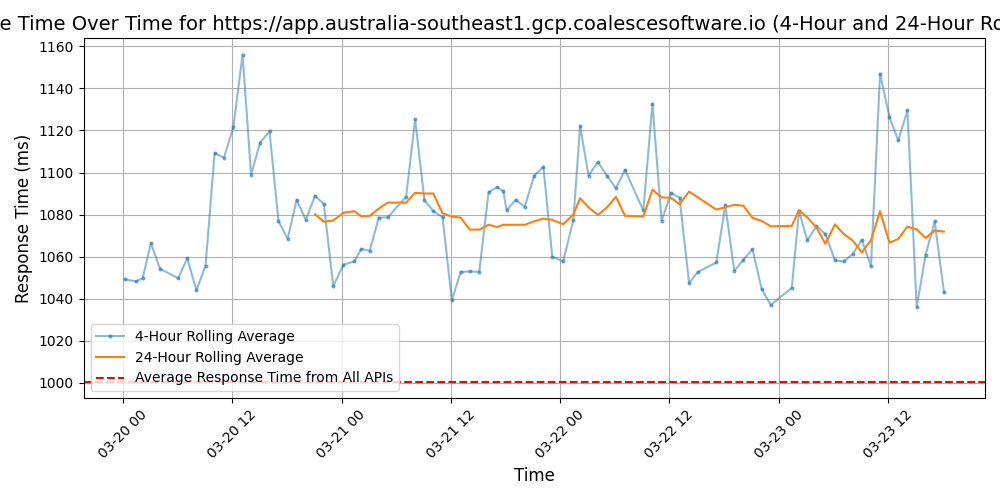 e Time Over Time for https://app.australia-southeast1.gcp.coalescesoftware.io (4-Hour and 24-Hour Ro
Response Time (ms)
1160
1140
1120
1100
1080
1060
1040
1020
1000
4-Hour Rolling Average
24-Hour Rolling Average
Average Response Time from All APIs
03-20 00
03-20 12
03-21 00
03-21 12
03-22 00
03-22 12
03-23 00
03-23 12
Time